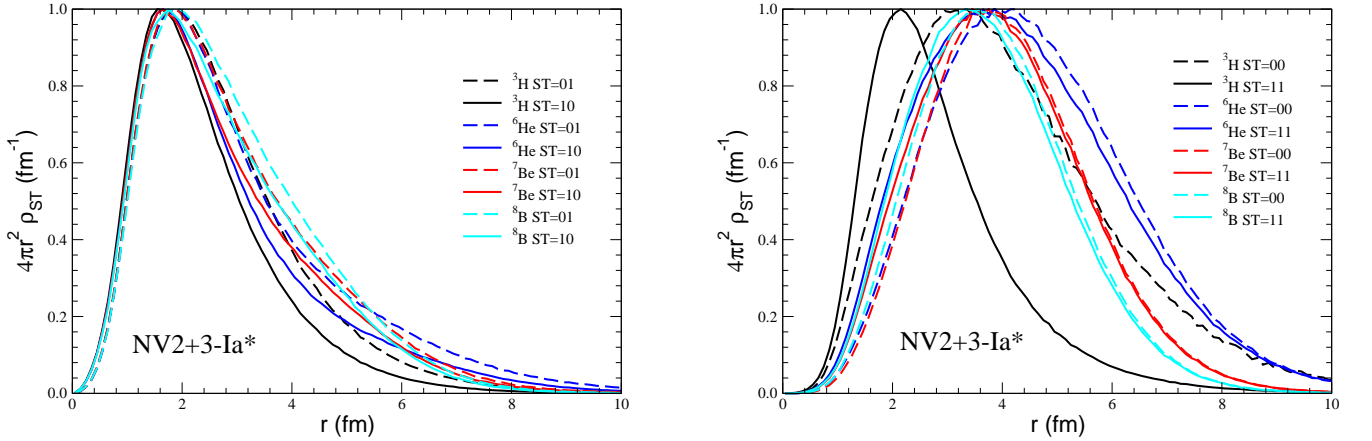 1.0
0.8
0.6
0.4
0.2
0.0
4πr² ρ_ST (fm⁻¹)
³H ST=01
³H ST=10
⁶He ST=01
⁶He ST=10
⁷Be ST=01
⁷Be ST=10
⁸B ST=01
⁸B ST=10
NV2+3-Ia*
0 2 4 6 8 10
r (fm)
1.0
0.8
0.6
0.4
0.2
0.0
4πr² ρ_ST (fm⁻¹)
³H ST=00
³H ST=11
⁶He ST=00
⁶He ST=11
⁷Be ST=00
⁷Be ST=11
⁸B ST=00
⁸B ST=11
NV2+3-Ia*
0 2 4 6 8 10
r (fm)